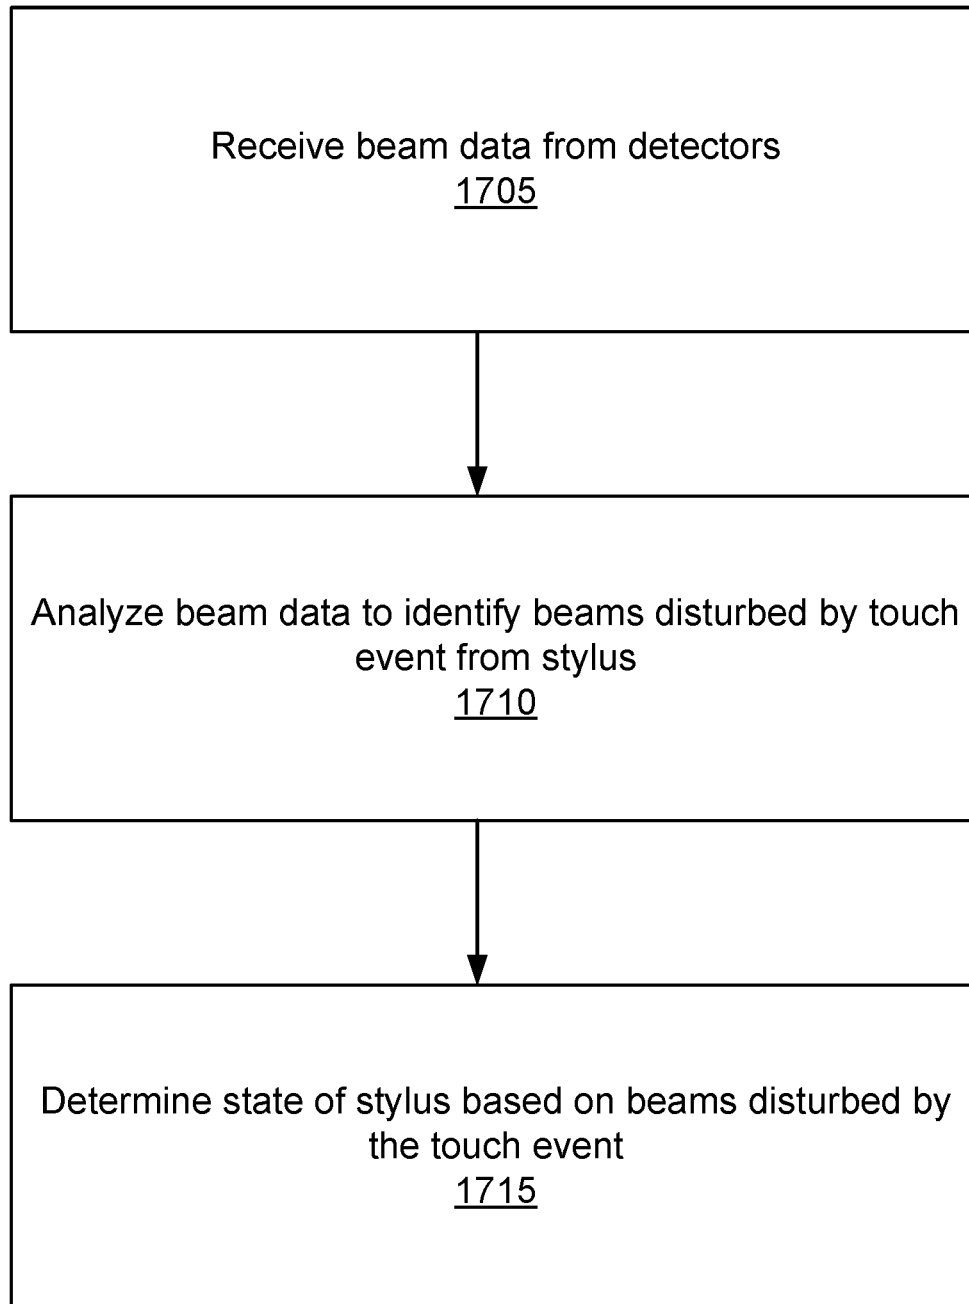 Receive beam data from detectors
1705
Analyze beam data to identify beams disturbed by touch
event from stylus
1710
Determine state of stylus based on beams disturbed by
the touch event
1715